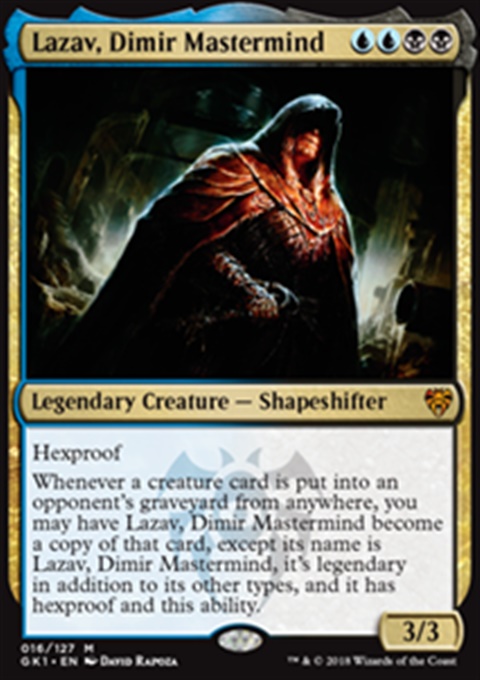 Lazav, Dimir Mastermind
Legendary Creature — Shapeshifter
Hexproof
Whenever a creature card is put into an
opponent's graveyard from anywhere, you
may have Lazav, Dimir Mastermind become
a copy of that card, except its name is
Lazav, Dimir Mastermind, it's legendary
in addition to its other types, and it has
hexproof and this ability.
3/3
016/127 M
GK1 • EN David Rapoza
™ & © 2018 Wizards of the Coast